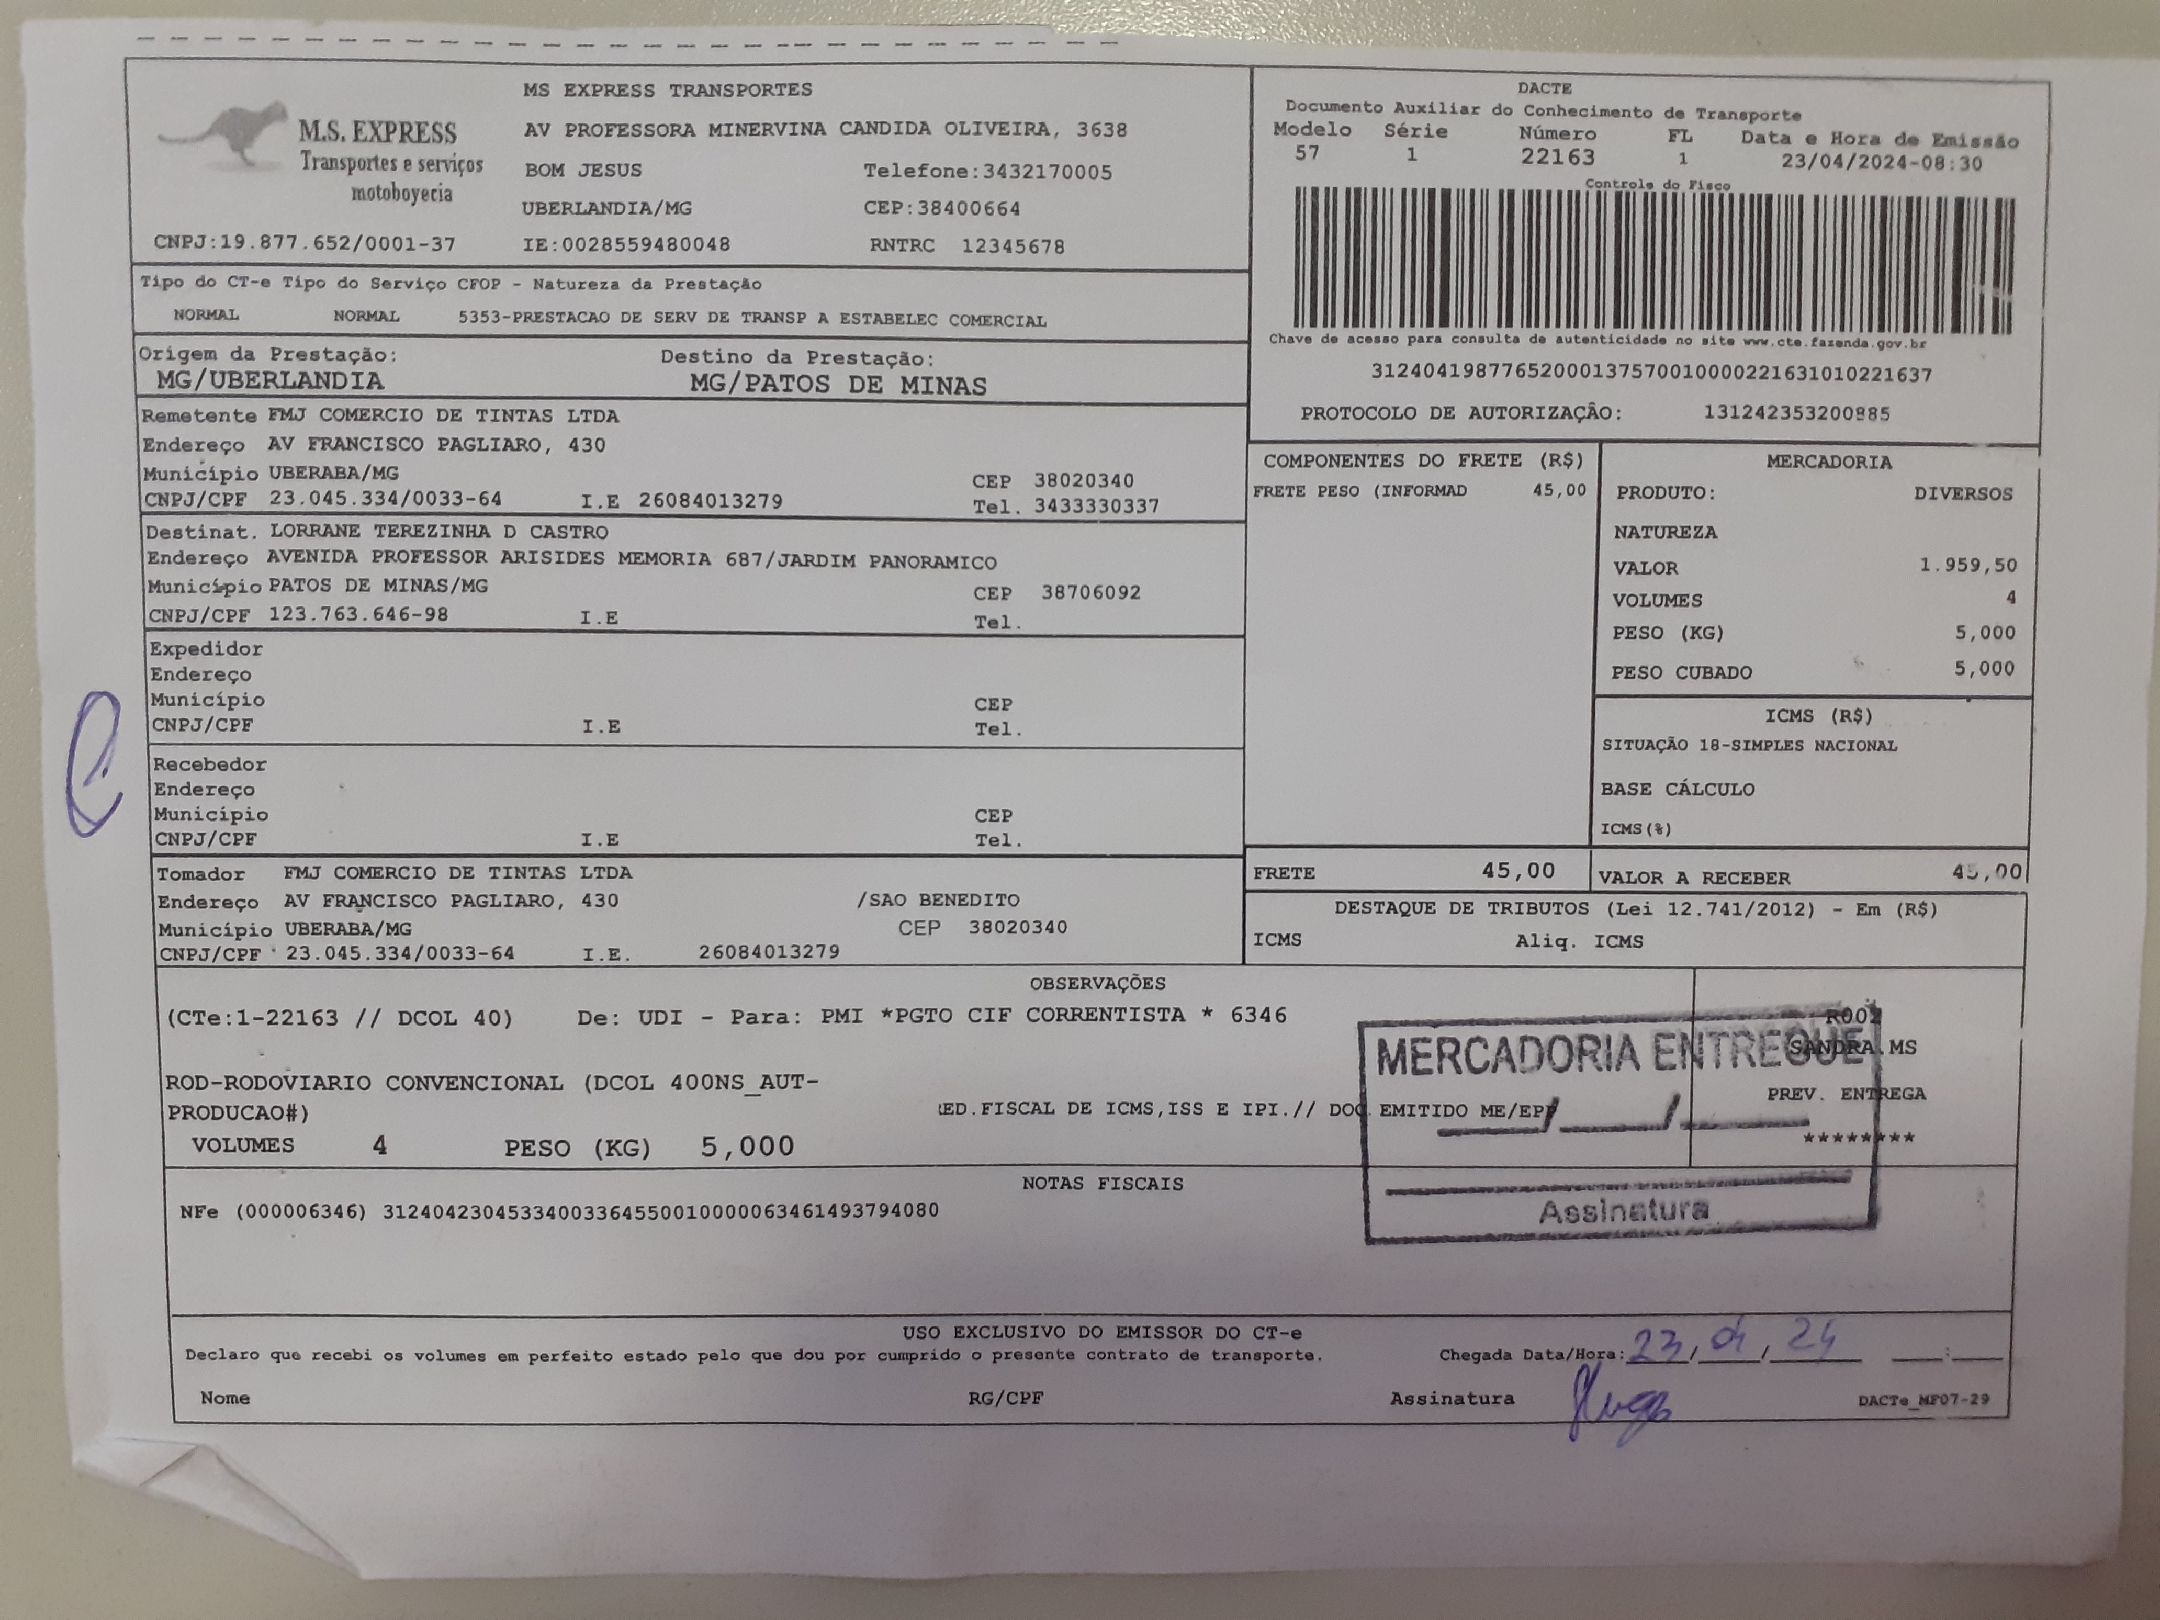 M.S. EXPRESS
Transportes e serviços
motoboyecia
MS EXPRESS TRANSPORTES
AV PROFESSORA MINERVINA CANDIDA OLIVEIRA, 3638
BOM JESUS Telefone:3432170005
UBERLANDIA/MG CEP:38400664
CNPJ:19.877.652/0001-37 IE:0028559480048 RNTRC 12345678
DACTE
Documento Auxiliar do Conhecimento de Transporte
Modelo Série Número FL Data e Hora de Emissão
57 1 22163 1 23/04/2024-08:30
Controle do Fisco
Chave de acesso para consulta de autenticidade no site www.cte.fazenda.gov.br
31240419877652000137570010000221631010221637
PROTOCOLO DE AUTORIZAÇÃO: 131242353200885
Tipo do CT-e Tipo do Serviço CFOP - Natureza da Prestação
NORMAL NORMAL 5353-PRESTACAO DE SERV DE TRANSP A ESTABELEC COMERCIAL
Origem da Prestação: Destino da Prestação:
MG/UBERLANDIA MG/PATOS DE MINAS
Remetente FMJ COMERCIO DE TINTAS LTDA
Endereço AV FRANCISCO PAGLIARO, 430
Município UBERABA/MG CEP 38020340
CNPJ/CPF 23.045.334/0033-64 I.E 26084013279 Tel. 3433330337
Destinat. LORRANE TEREZINHA D CASTRO
Endereço AVENIDA PROFESSOR ARISIDES MEMORIA 687/JARDIM PANORAMICO
Município PATOS DE MINAS/MG CEP 38706092
CNPJ/CPF 123.763.646-98 I.E Tel.
Expedidor
Endereço
Município CEP
CNPJ/CPF I.E Tel.
Recebedor
Endereço
Município CEP
CNPJ/CPF I.E Tel.
Tomador FMJ COMERCIO DE TINTAS LTDA
Endereço AV FRANCISCO PAGLIARO, 430 /SAO BENEDITO
Município UBERABA/MG CEP 38020340
CNPJ/CPF 23.045.334/0033-64 I.E. 26084013279
COMPONENTES DO FRETE (R$)
FRETE PESO (INFORMAD 45,00
MERCADORIA
PRODUTO: DIVERSOS
NATUREZA
VALOR 1.959,50
VOLUMES 4
PESO (KG) 5,000
PESO CUBADO 5,000
ICMS (R$)
SITUAÇÃO 18-SIMPLES NACIONAL
BASE CÁLCULO
ICMS(%)
FRETE 45,00 VALOR A RECEBER 45,00
DESTAQUE DE TRIBUTOS (Lei 12.741/2012) - Em (R$)
ICMS Aliq. ICMS
OBSERVAÇÕES
(CTe:1-22163 // DCOL 40) De: UDI - Para: PMI *PGTO CIF CORRENTISTA * 6346
ROD-RODOVIARIO CONVENCIONAL (DCOL 400NS_AUT-
PRODUCAO#) ED.FISCAL DE ICMS,ISS E IPI.// DOC EMITIDO ME/EPP
VOLUMES 4 PESO (KG) 5,000
SANDRA.MS
PREV. ENTREGA
********
MERCADORIA ENTREGUE
___/___/___
Assinatura
NOTAS FISCAIS
NFe (000006346) 31240423045334003364550010000063461493794080
USO EXCLUSIVO DO EMISSOR DO CT-e
Declaro que recebi os volumes em perfeito estado pelo que dou por cumprido o presente contrato de transporte. Chegada Data/Hora: 23, 04, 24 ___:___
Nome RG/CPF Assinatura DACTe_MF07-29